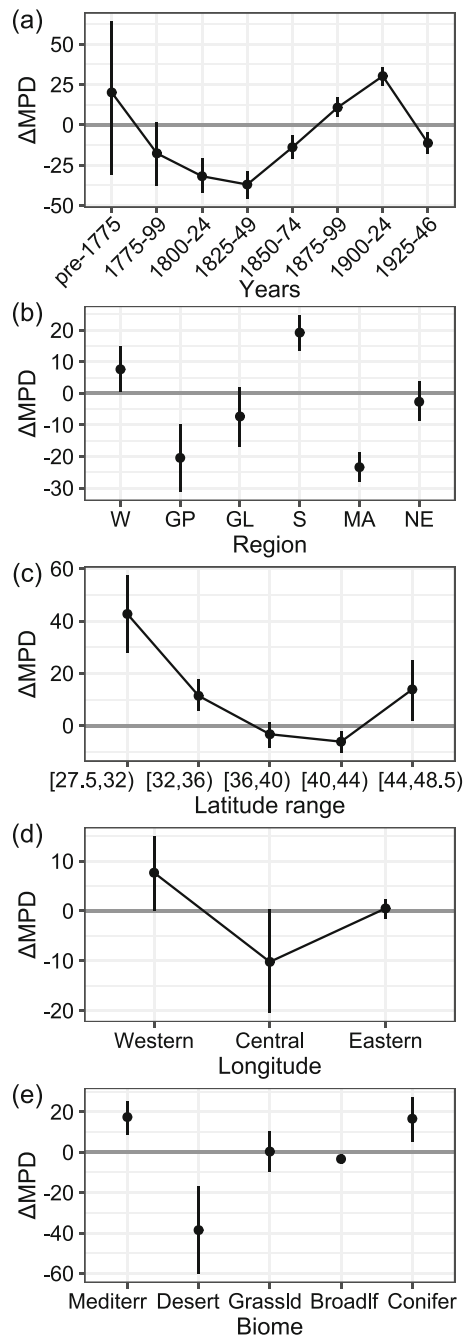 (a)
ΔMPD
50
25
0
-25
-50
pre-1775
1775-99
1800-24
1825-49
1850-74
1875-99
1900-24
1925-46
Years
(b)
ΔMPD
20
10
0
-10
-20
-30
W GP GL S MA NE
Region
(c)
ΔMPD
60
40
20
0
[27.5,32) [32,36) [36,40) [40,44) [44,48.5)
Latitude range
(d)
ΔMPD
10
0
-10
-20
Western Central Eastern
Longitude
(e)
ΔMPD
20
0
-20
-40
-60
Mediterr Desert Grassld Broadlf Conifer
Biome